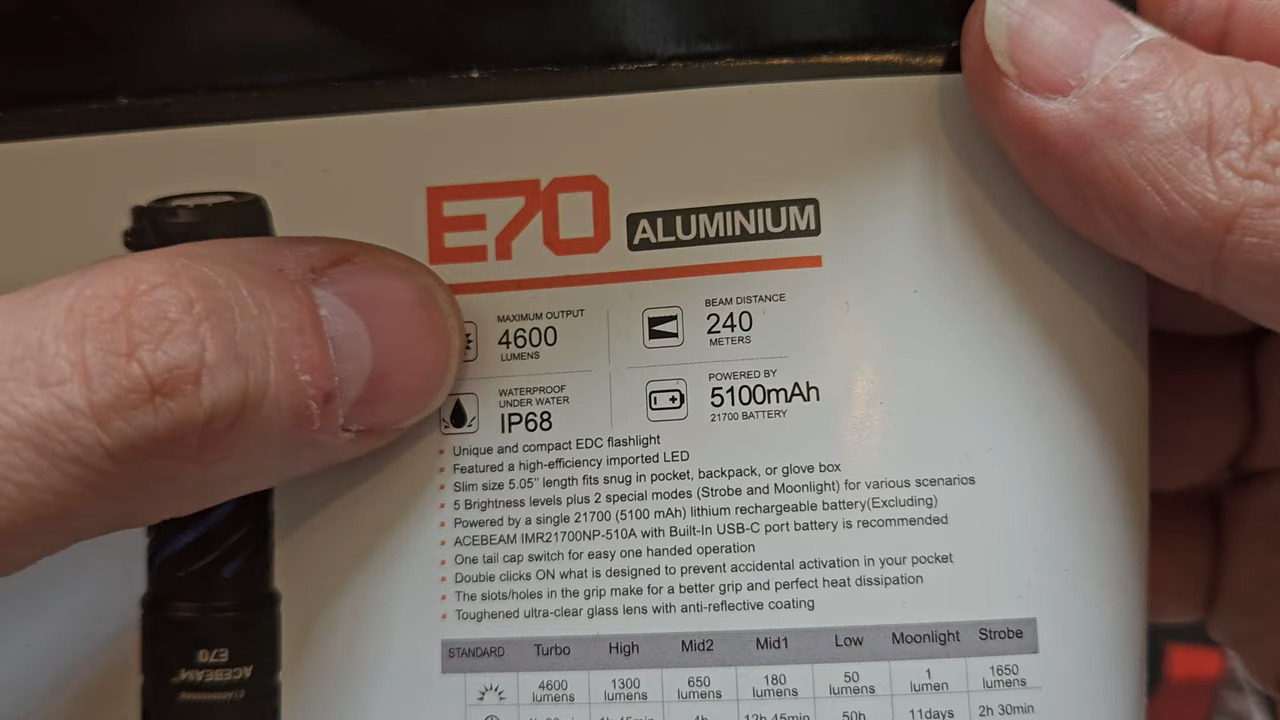 E70 ALUMINIUM
MAXIMUM OUTPUT
4600
LUMENS
BEAM DISTANCE
240
METERS
WATERPROOF
UNDER WATER
IP68
POWERED BY
5100mAh
21700 BATTERY
Unique and compact EDC flashlight
Featured a high-efficiency imported LED
Slim size 5.05" length fits snug in pocket, backpack, or glove box
5 Brightness levels plus 2 special modes (Strobe and Moonlight) for various scenarios
Powered by a single 21700 (5100 mAh) lithium rechargeable battery(Excluding)
ACEBEAM IMR21700NP-510A with Built-In USB-C port battery is recommended
One tail cap switch for easy one handed operation
Double clicks ON what is designed to prevent accidental activation in your pocket
The slots/holes in the grip make for a better grip and perfect heat dissipation
Toughened ultra-clear glass lens with anti-reflective coating
STANDARD Turbo High Mid2 Mid1 Low Moonlight Strobe
4600 lumens 1300 lumens 650 lumens 180 lumens 50 lumens 1 lumen 1650 lumens
4h 12h 45min 50h 11days 2h 30min
ACEBEAM
E70